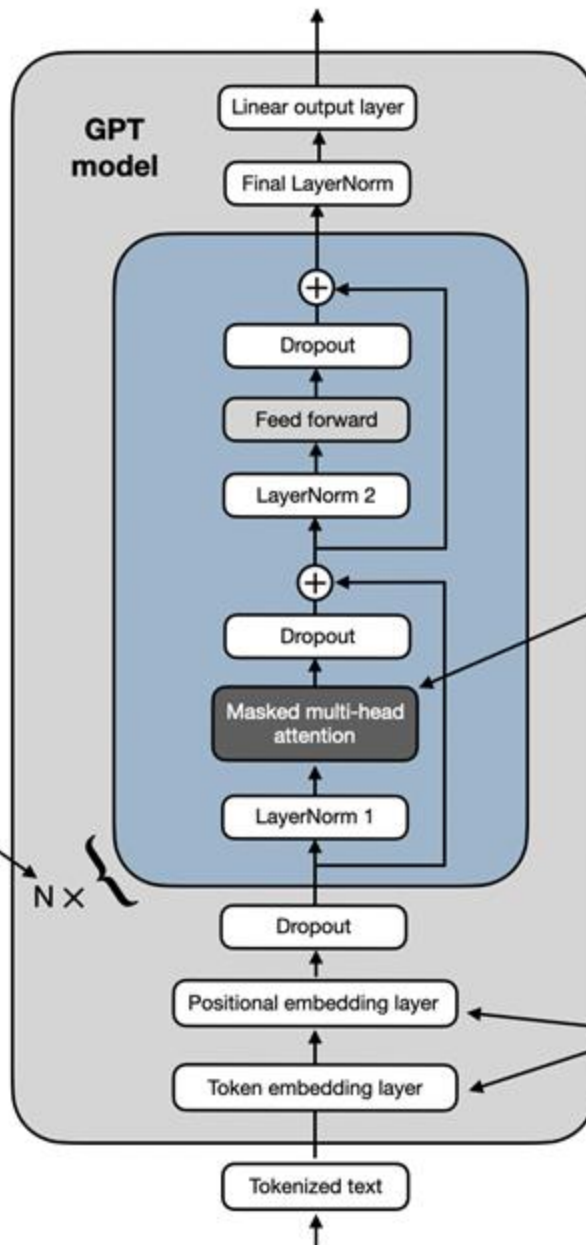 Linear output layer
GPT
model
Final LayerNorm
+
Dropout
Feed forward
LayerNorm 2
+
Dropout
Masked multi-head
attention
LayerNorm 1
N × {
Dropout
Positional embedding layer
Token embedding layer
Tokenized text